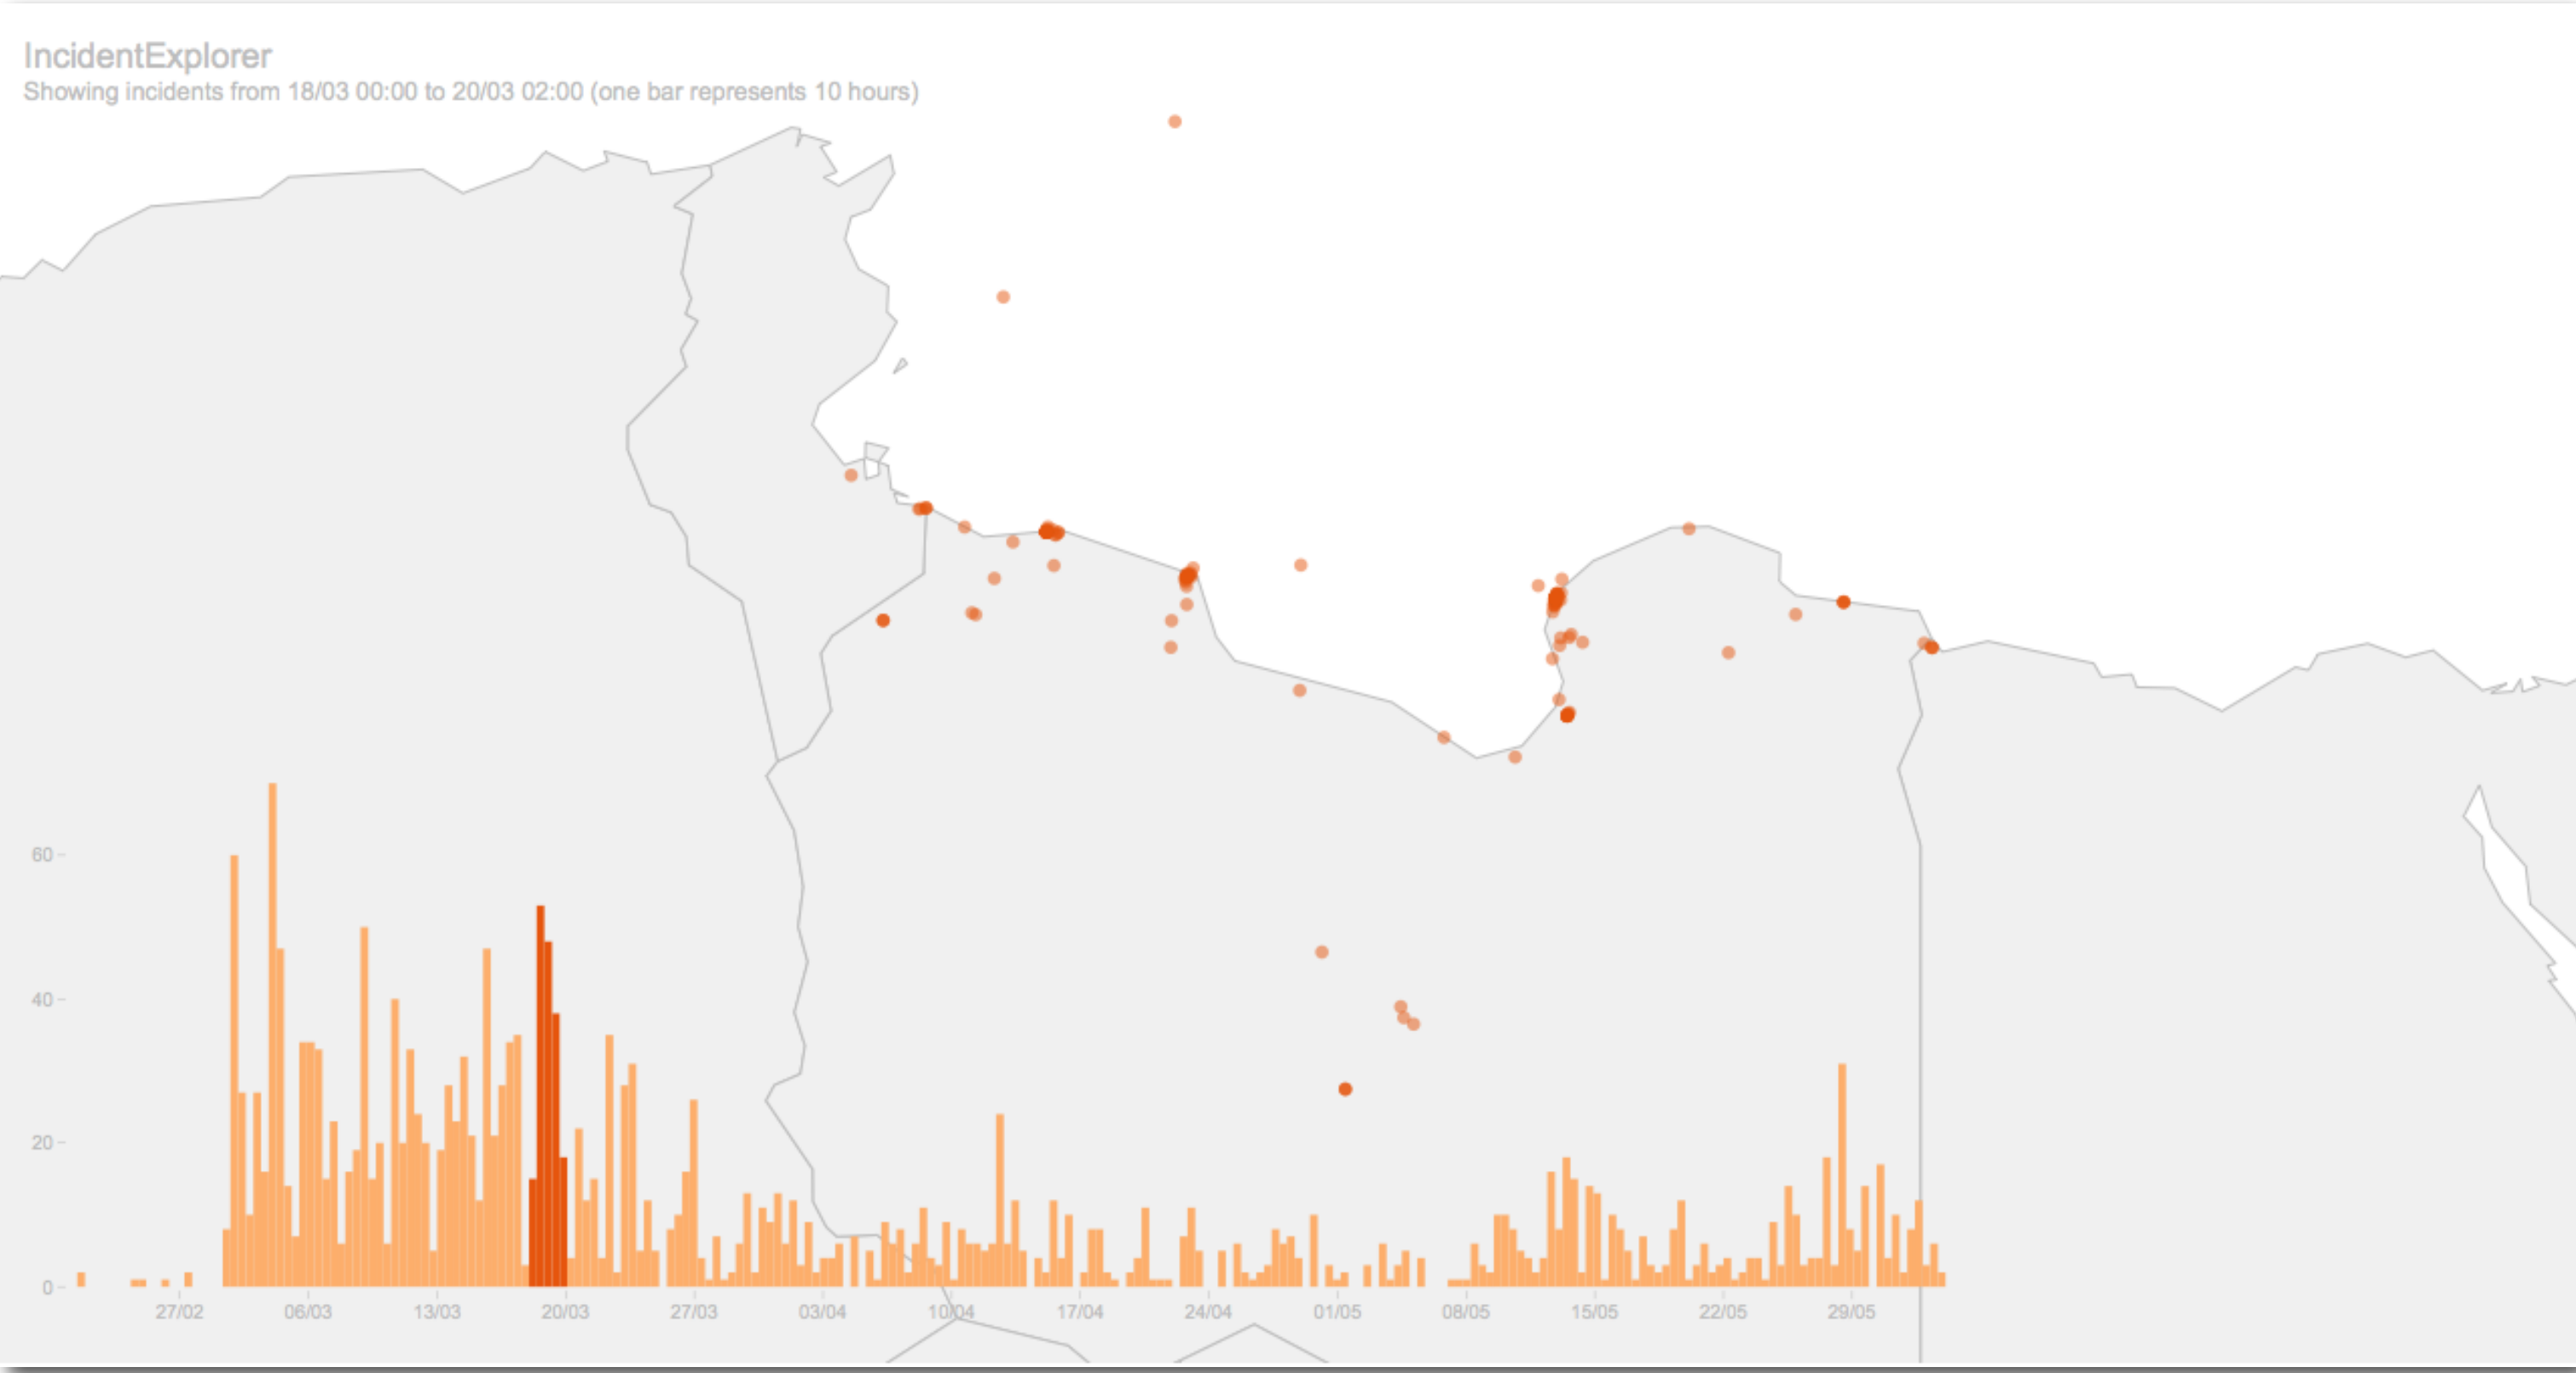 IncidentExplorer
Showing incidents from 18/03 00:00 to 20/03 02:00 (one bar represents 10 hours)
60
40
20
0
27/02 06/03 13/03 20/03 27/03 03/04 10/04 17/04 24/04 01/05 08/05 15/05 22/05 29/05